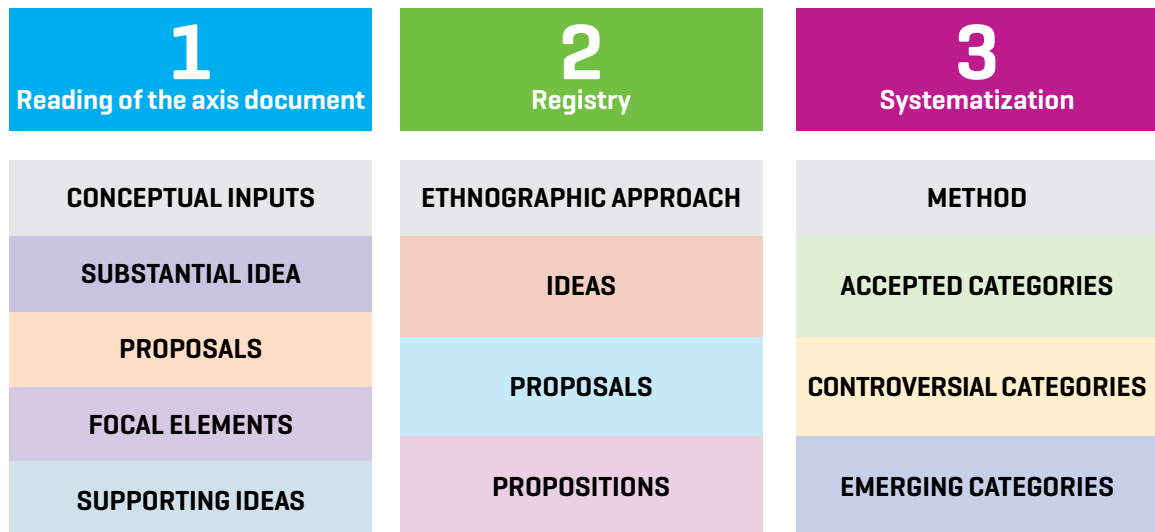 1
Reading of the axis document
CONCEPTUAL INPUTS
SUBSTANTIAL IDEA
PROPOSALS
FOCAL ELEMENTS
SUPPORTING IDEAS
2
Registry
ETHNOGRAPHIC APPROACH
IDEAS
PROPOSALS
PROPOSITIONS
3
Systematization
METHOD
ACCEPTED CATEGORIES
CONTROVERSIAL CATEGORIES
EMERGING CATEGORIES